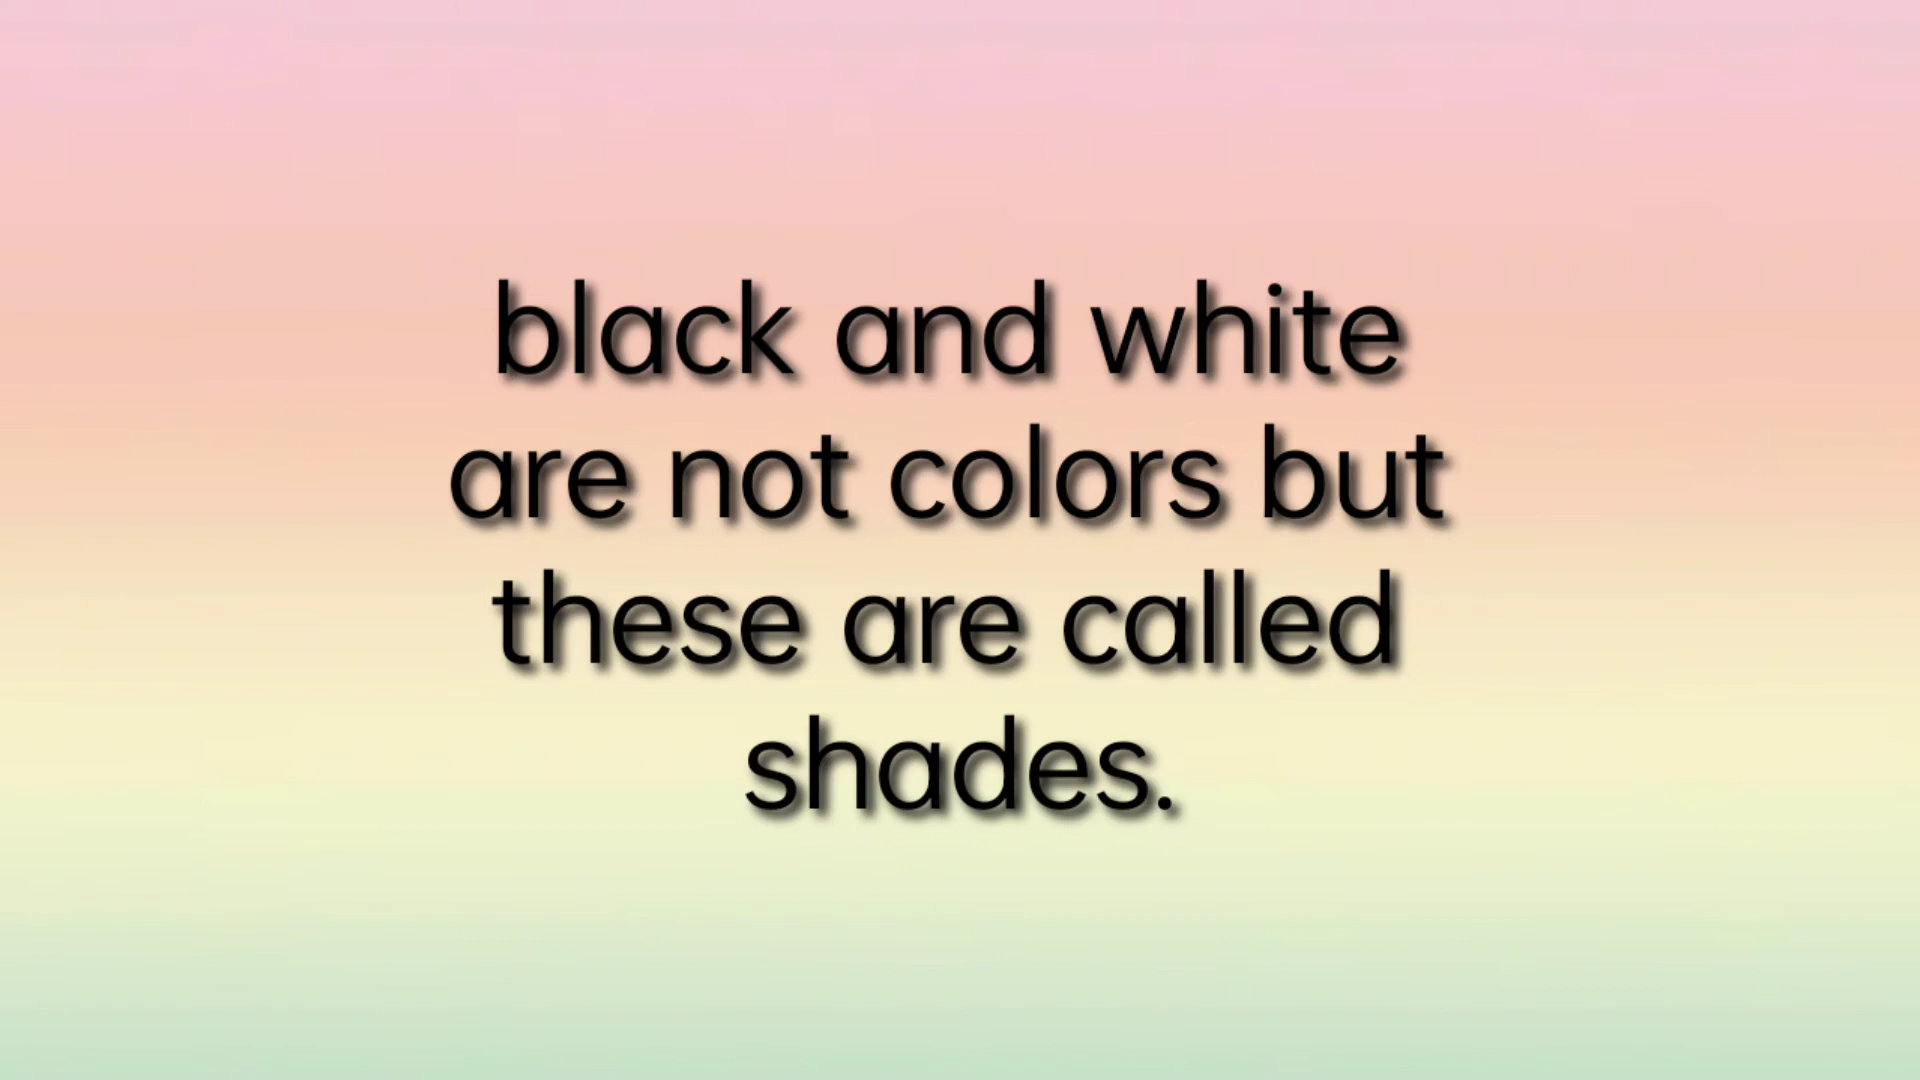 black and white
are not colors but
these are called
shades.